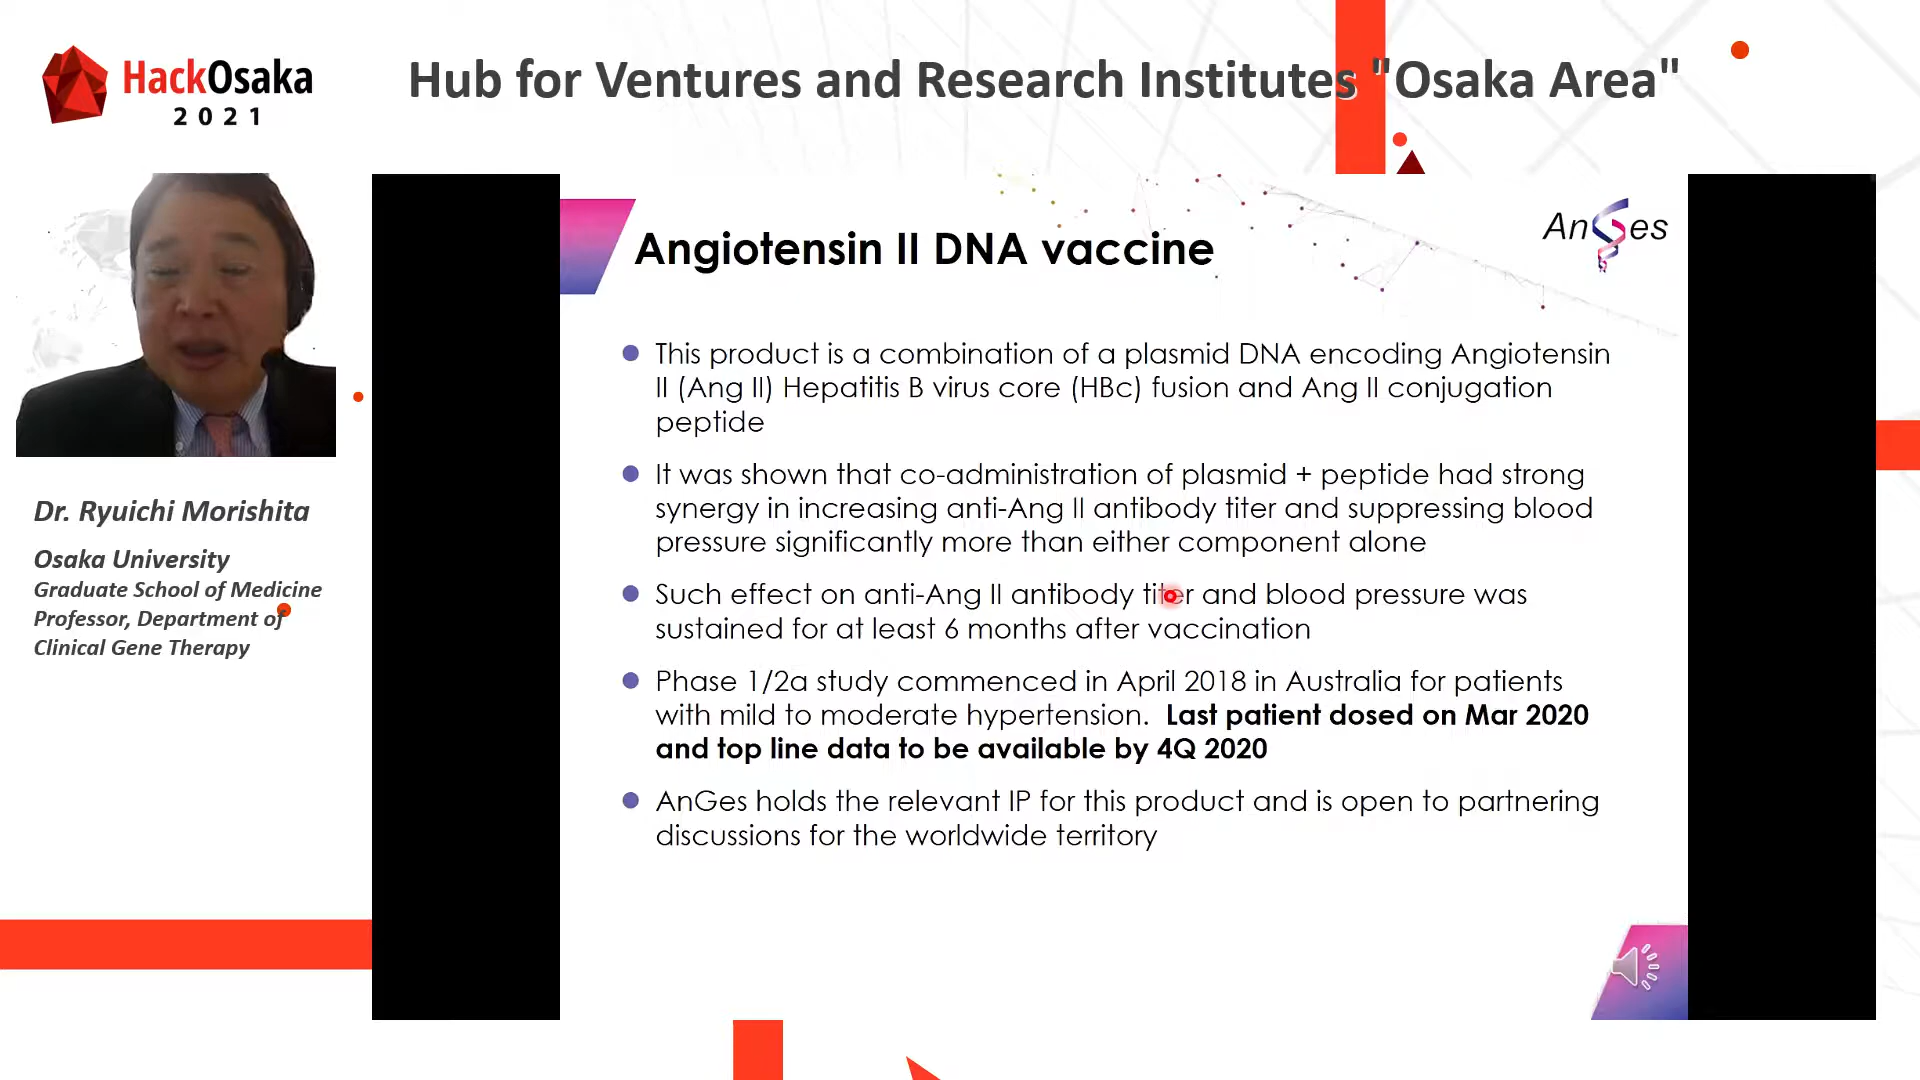 HackOsaka
2021
Hub for Ventures and Research Institutes "Osaka Area"
Dr. Ryuichi Morishita
Osaka University
Graduate School of Medicine
Professor, Department of
Clinical Gene Therapy
AnGes
Angiotensin II DNA vaccine
This product is a combination of a plasmid DNA encoding Angiotensin
II (Ang II) Hepatitis B virus core (HBc) fusion and Ang II conjugation
peptide
It was shown that co-administration of plasmid + peptide had strong
synergy in increasing anti-Ang II antibody titer and suppressing blood
pressure significantly more than either component alone
Such effect on anti-Ang II antibody titer and blood pressure was
sustained for at least 6 months after vaccination
Phase 1/2a study commenced in April 2018 in Australia for patients
with mild to moderate hypertension. Last patient dosed on Mar 2020
and top line data to be available by 4Q 2020
AnGes holds the relevant IP for this product and is open to partnering
discussions for the worldwide territory